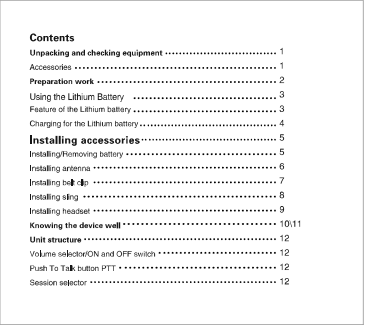 Contents
Unpacking and checking equipment ································ 1
Accessories ···························································· 1
Preparation work ···················································· 2
Using the Lithium Battery ········································ 3
Feature of the Lithium battery ···································· 3
Charging for the Lithium battery ·································· 4
Installing accessories ············································ 5
Installing/Removing battery ······································ 5
Installing antenna ·················································· 6
Installing belt clip ·················································· 7
Installing sling ······················································ 8
Installing headset ·················································· 9
Knowing the device well ·········································· 10\11
Unit structure ························································ 12
Volume selector/ON and OFF switch ···························· 12
Push To Talk button PTT ·········································· 12
Session selector ···················································· 12